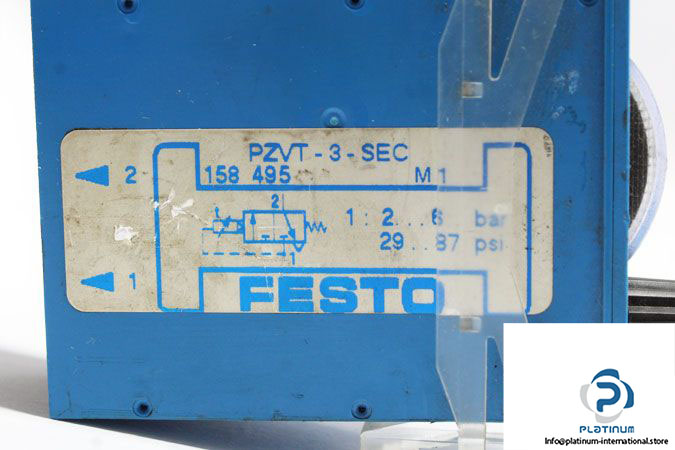 PZVT-3-SEC
2 158 495 M1
2
1: 2...6 bar
29..87 psi
1
1 FESTO
PLATINUM
Info@platinum-international.store